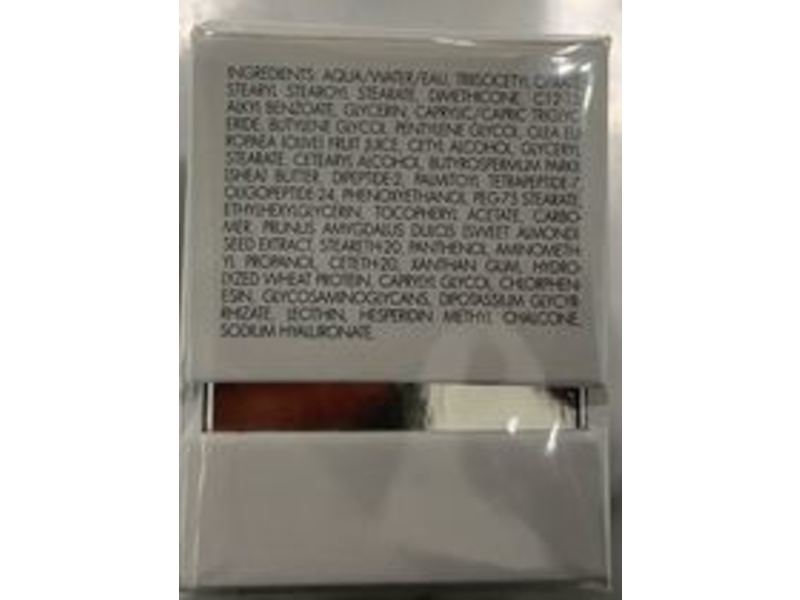 INGREDIENTS: AQUA/WATER/EAU, TRIISOCETYL CITRATE,
STEARYL STEAROYL STEARATE, DIMETHICONE, C12-15
ALKYL BENZOATE, GLYCERIN, CAPRYLIC/CAPRIC TRIGLYC-
ERIDE, BUTYLENE GLYCOL, PENTYLENE GLYCOL, OLEA EU-
ROPAEA (OLIVE) FRUIT JUICE, CETYL ALCOHOL, GLYCERYL
STEARATE, CETEARYL ALCOHOL, BUTYROSPERMUM PARKII
(SHEA) BUTTER, DIPEPTIDE-2, PALMITOYL TETRAPEPTIDE-7,
OLIGOPEPTIDE-24, PHENOXYETHANOL, PEG-75 STEARATE,
ETHYLHEXYLGLYCERIN, TOCOPHERYL ACETATE, CARBO-
MER, PRUNUS AMYGDALUS DULCIS (SWEET ALMOND)
SEED EXTRACT, STEARETH-20, PANTHENOL, AMINOMETH-
YL PROPANOL, CETETH-20, XANTHAN GUM, HYDRO-
LYZED WHEAT PROTEIN, CAPRYLYL GLYCOL, CHLORPHEN-
ESIN, GLYCOSAMINOGLYCANS, DIPOTASSIUM GLYCYR-
RHIZATE, LECITHIN, HESPERIDIN METHYL CHALCONE,
SODIUM HYALURONATE.